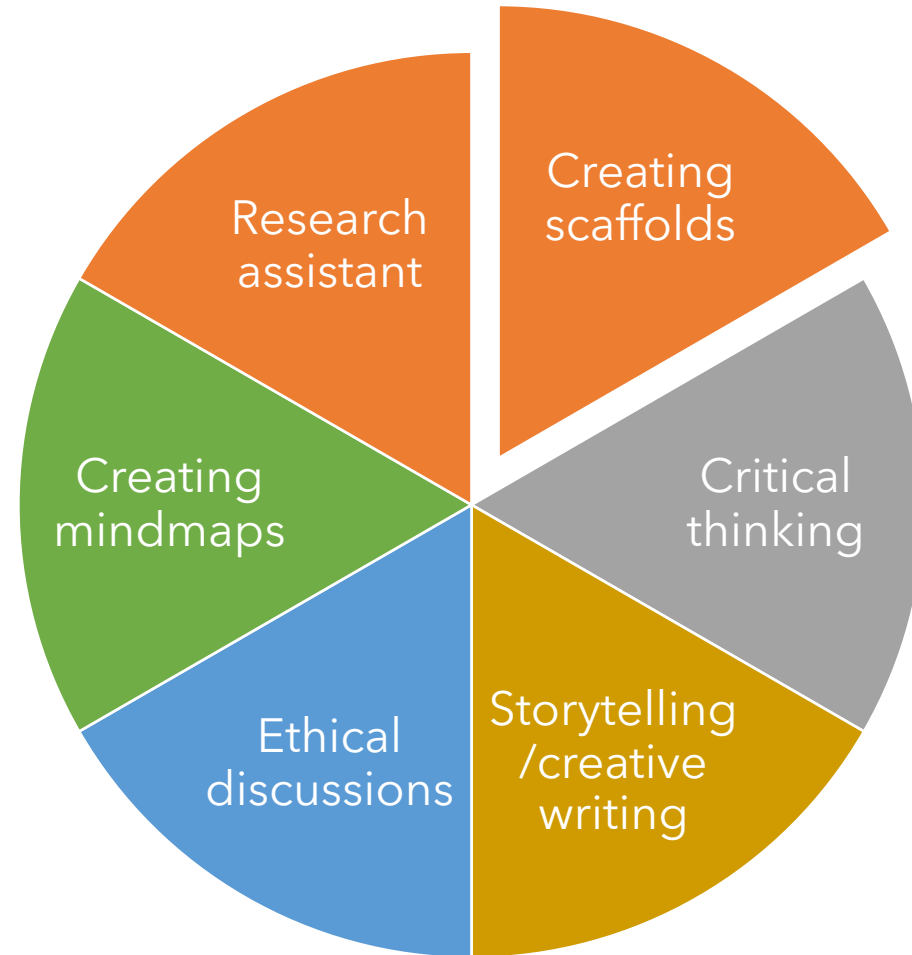 Creating
scaffolds
Critical
thinking
Storytelling
/creative
writing
Ethical
discussions
Creating
mindmaps
Research
assistant